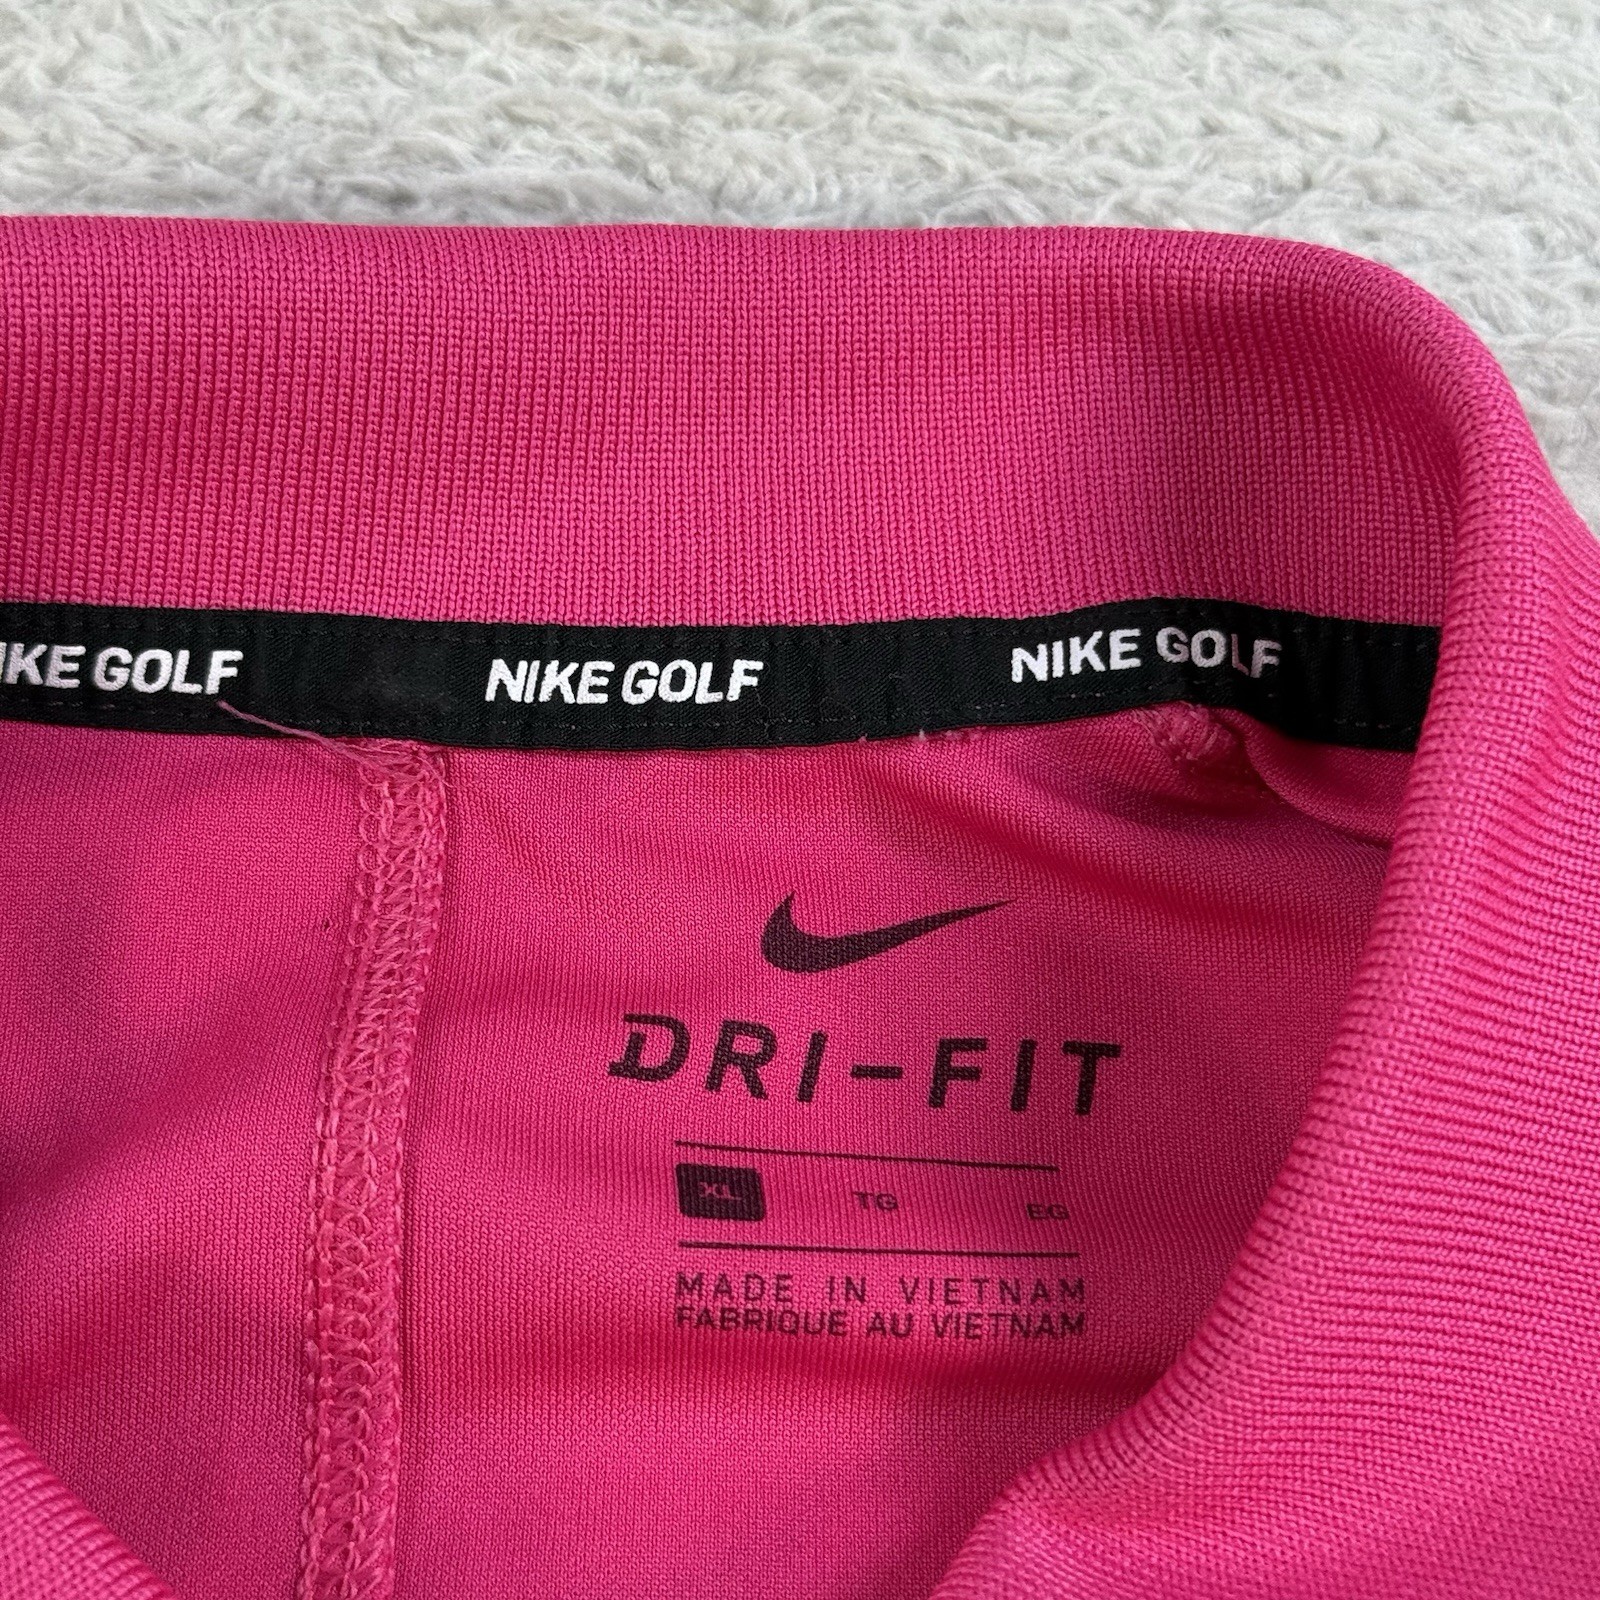 IKE GOLF NIKE GOLF NIKE GOLF
DRI-FIT
XL TG EG
MADE IN VIETNAM
FABRIQUE AU VIETNAM